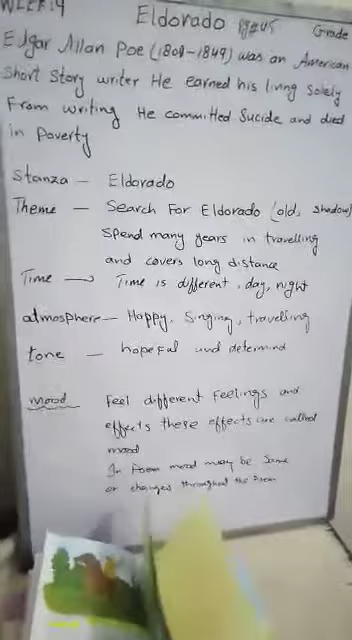 WEEK 14
Eldorado Pg#45 Grade
Edgar Allan Poe (1809-1849) was an American
Short Story writer He earned his living Solely
From writing He committed Sucide and died
in Poverty
Stanza — Eldorado
Theme — Search For Eldorado (old, shadow)
Spend many years in travelling
and covers long distance
Time → Time is different, day, night
atmosphere — Happy, Singing, travelling
tone — hopeful and determind
mood Feel different Feelings and
effects these effects are called
mood
In Poem mood may be Same
or changes throughout the Poem